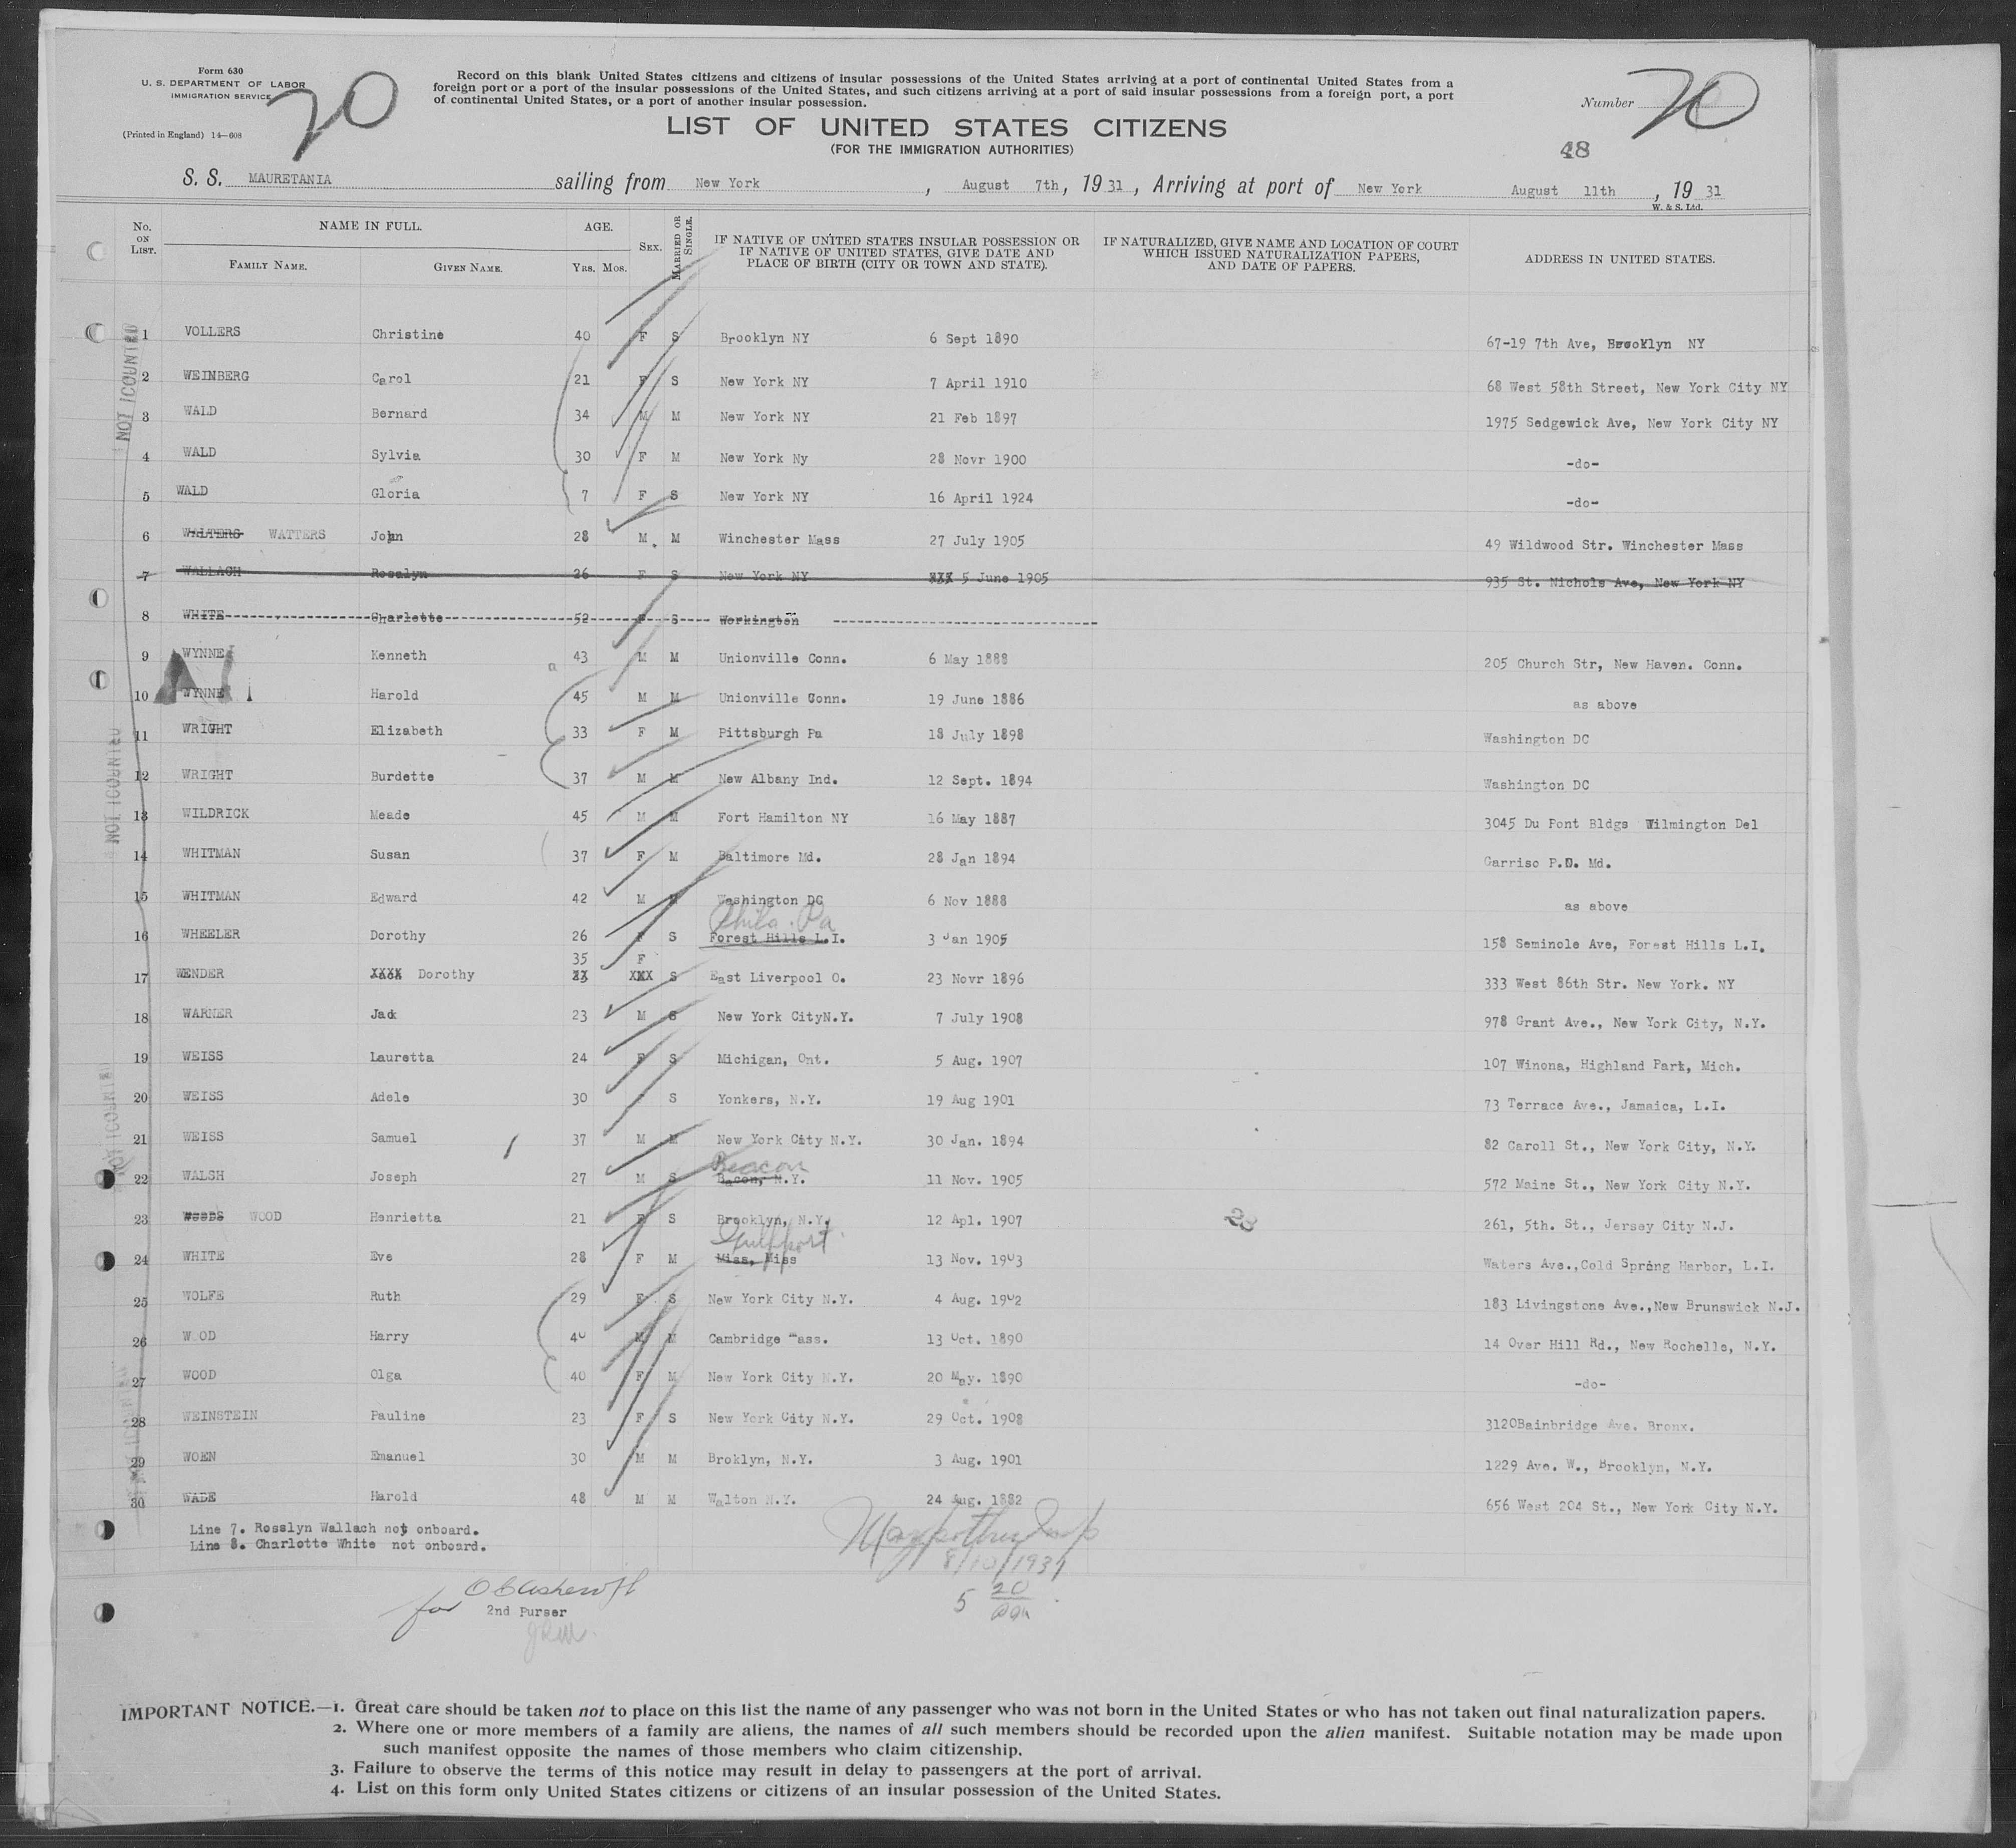 Form 630
U. S. DEPARTMENT OF LABOR
IMMIGRATION SERVICE
(Printed in England) 14—608
20
Record on this blank United States citizens and citizens of insular possessions of the United States arriving at a port of continental United States from a
foreign port or a port of the insular possessions of the United States, and such citizens arriving at a port of said insular possessions from a foreign port, a port
of continental United States, or a port of another insular possession.
LIST OF UNITED STATES CITIZENS
(FOR THE IMMIGRATION AUTHORITIES)
Number 20
48
S. S. MAURETANIA sailing from New York , August 7th, 1931, Arriving at port of New York August 11th , 1931
W. & S. Ltd.
No. ON LIST. NAME IN FULL. AGE. SEX. MARRIED OR SINGLE. IF NATIVE OF UNITED STATES INSULAR POSSESSION OR IF NATIVE OF UNITED STATES, GIVE DATE AND PLACE OF BIRTH (CITY OR TOWN AND STATE). IF NATURALIZED, GIVE NAME AND LOCATION OF COURT WHICH ISSUED NATURALIZATION PAPERS, AND DATE OF PAPERS. ADDRESS IN UNITED STATES.
FAMILY NAME. GIVEN NAME. YRS. MOS.
1 VOLLERS Christine 40 F S Brooklyn NY 6 Sept 1890 67-19 7th Ave, Brooklyn NY
2 WEINBERG Carol 21 F S New York NY 7 April 1910 68 West 58th Street, New York City NY
3 WALD Bernard 34 M M New York NY 21 Feb 1897 1975 Sedgewick Ave, New York City NY
4 WALD Sylvia 30 F M New York Ny 28 Novr 1900 -do-
5 WALD Gloria 7 F S New York NY 16 April 1924 -do-
6 WALTERS WATTERS John 28 M. M Winchester Mass 27 July 1905 49 Wildwood Str. Winchester Mass
7 WALLACH Rosalyn 26 F S New York NY XXX 5 June 1905 935 St. Nichols Ave, New York NY
8 WHITE Charlotte 52 F S Workington
9 WYNNE Kenneth 43 M M Unionville Conn. 6 May 1888 205 Church Str, New Haven. Conn.
10 WYNNE Harold 45 M M Unionville Conn. 19 June 1886 as above
11 WRIGHT Elizabeth 33 F M Pittsburgh Pa 18 July 1898 Washington DC
12 WRIGHT Burdette 37 M M New Albany Ind. 12 Sept. 1894 Washington DC
13 WILDRICK Meade 45 M M Fort Hamilton NY 16 May 1887 3045 Du Pont Bldgs Wilmington Del
14 WHITMAN Susan 37 F M Baltimore Md. 28 Jan 1894 Garriso P.O. Md.
15 WHITMAN Edward 42 M M Washington DC 6 Nov 1888 as above
Phila. Pa
16 WHEELER Dorothy 26 F S Forest Hills L.I. 3 Jan 1905 158 Seminole Ave, Forest Hills L.I.
35 F
17 WENDER XXXX Dorothy XX XXX S East Liverpool O. 23 Novr 1896 333 West 86th Str. New York. NY
18 WARNER Jack 23 M S New York CityN.Y. 7 July 1908 978 Grant Ave., New York City, N.Y.
19 WEISS Lauretta 24 F S Michigan, Ont. 5 Aug. 1907 107 Winona, Highland Park, Mich.
20 WEISS Adele 30 S Yonkers, N.Y. 19 Aug 1901 73 Terrace Ave., Jamaica, L.I.
21 WEISS Samuel 37 M M New York City N.Y. 30 Jan. 1894 82 Caroll St., New York City, N.Y.
Beacon
22 WALSH Joseph 27 M S Bacon, N.Y. 11 Nov. 1905 572 Maine St., New York City N.Y.
23 WOODS WOOD Henrietta 21 F S Brooklyn, N.Y. 12 Apl. 1907 23 261, 5th. St., Jersey City N.J.
Gulfport
24 WHITE Eve 28 F M Miss, Miss 13 Nov. 1903 Waters Ave.,Cold Spring Harbor, L.I.
25 WOLFE Ruth 29 F S New York City N.Y. 4 Aug. 1902 183 Livingstone Ave.,New Brunswick N.J.
26 W OD Harry 40 M M Cambridge Mass. 13 Oct. 1890 14 Over Hill Rd., New Rochelle, N.Y.
27 WOOD Olga 40 F M New York City N.Y. 20 May. 1890 -do-
28 WEINSTEIN Pauline 23 F S New York City N.Y. 29 Oct. 1908 3120Bainbridge Ave. Bronx.
29 WOEN Emanuel 30 M M Broklyn, N.Y. 3 Aug. 1901 1229 Ave. W., Brooklyn, N.Y.
30 WADE Harold 48 M M Walton N.Y. 24 Aug. 1882 656 West 204 St., New York City N.Y.
NOT COUNTED
NOT COUNTED
NOT COUNTED
Line 7. Rosslyn Wallach not onboard.
Line 8. Charlotte White not onboard.
8/10/1931
5 20
for
2nd Purser
IMPORTANT NOTICE.—1. Great care should be taken not to place on this list the name of any passenger who was not born in the United States or who has not taken out final naturalization papers.
2. Where one or more members of a family are aliens, the names of all such members should be recorded upon the alien manifest. Suitable notation may be made upon
such manifest opposite the names of those members who claim citizenship.
3. Failure to observe the terms of this notice may result in delay to passengers at the port of arrival.
4. List on this form only United States citizens or citizens of an insular possession of the United States.